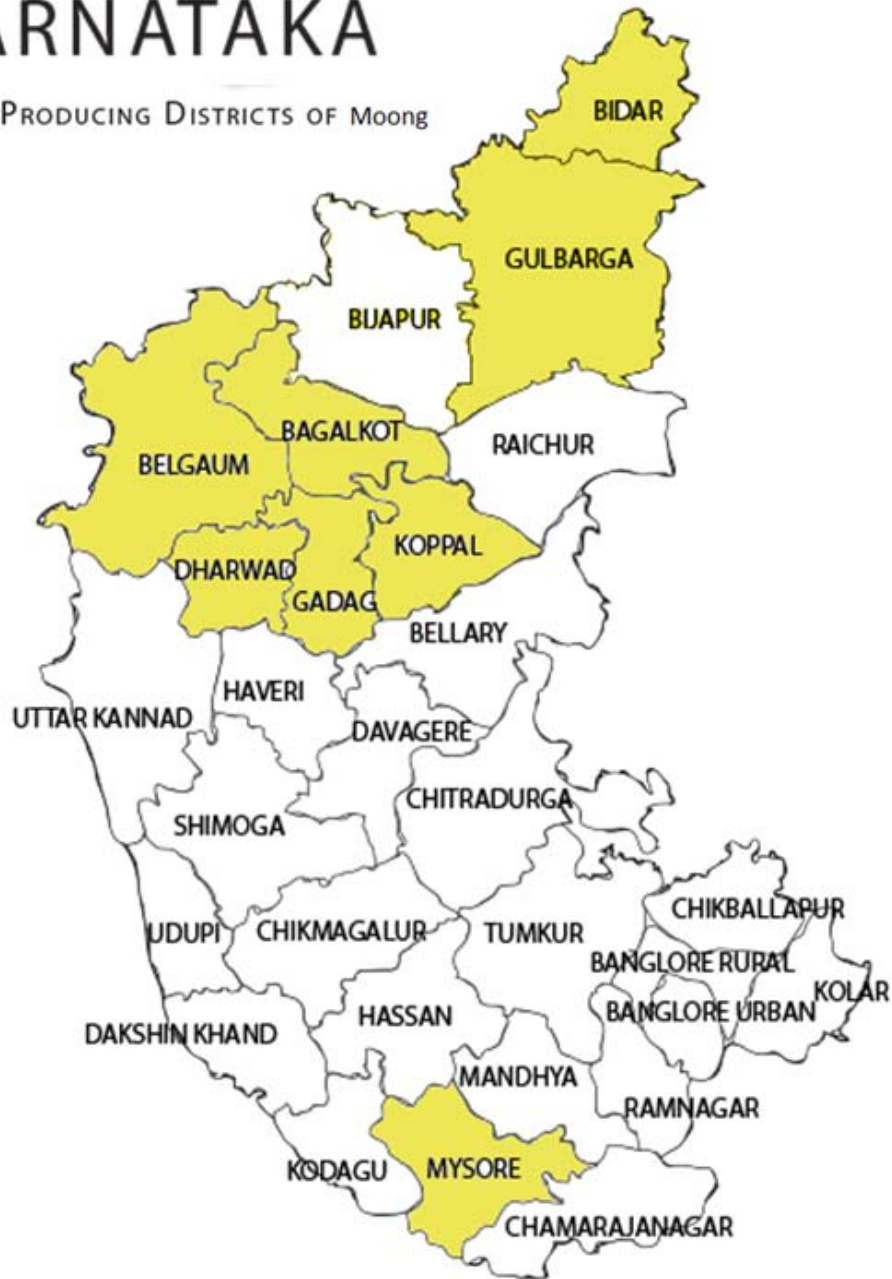 ARNATAKA
PRODUCING DISTRICTS OF Moong
BIDAR
GULBARGA
BIJAPUR
BAGALKOT
RAICHUR
BELGAUM
KOPPAL
DHARWAD
GADAG
BELLARY
HAVERI
UTTAR KANNAD
DAVAGERE
CHITRADURGA
SHIMOGA
CHIKBALLAPUR
UDUPI
CHIKMAGALUR
TUMKUR
BANGLORE RURAL
KOLAR
BANGLORE URBAN
HASSAN
DAKSHIN KHAND
MANDHYA
RAMNAGAR
KODAGU
MYSORE
CHAMARAJANAGAR